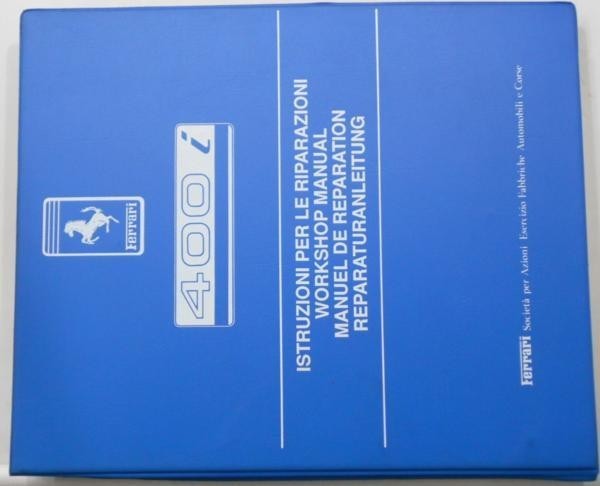 Ferrari
400 i
ISTRUZIONI PER LE RIPARAZIONI
WORKSHOP MANUAL
MANUEL DE REPARATION
REPARATURANLEITUNG
Ferrari Società per Azioni Esercizio Fabbriche Automobili e Corse